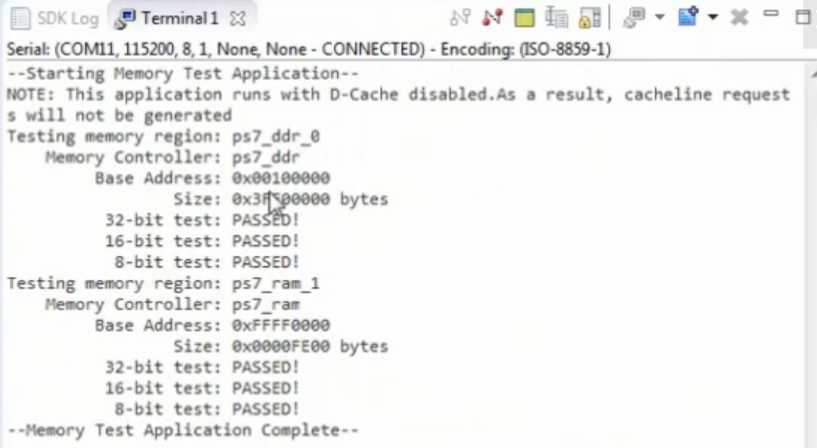 SDK Log
Terminal 1
Serial: (COM11, 115200, 8, 1, None, None - CONNECTED) - Encoding: (ISO-8859-1)
--Starting Memory Test Application--
NOTE: This application runs with D-Cache disabled.As a result, cacheline request
s will not be generated
Testing memory region: ps7_ddr_0
Memory Controller: ps7_ddr
Base Address: 0x00100000
Size: bytes
32-bit test: PASSED!
16-bit test: PASSED!
8-bit test: PASSED!
Testing memory region: ps7_ram_1
Memory Controller: ps7_ram
Base Address: 0xFFFF0000
Size: 0x0000FE00 bytes
32-bit test: PASSED!
16-bit test: PASSED!
8-bit test: PASSED!
--Memory Test Application Complete--